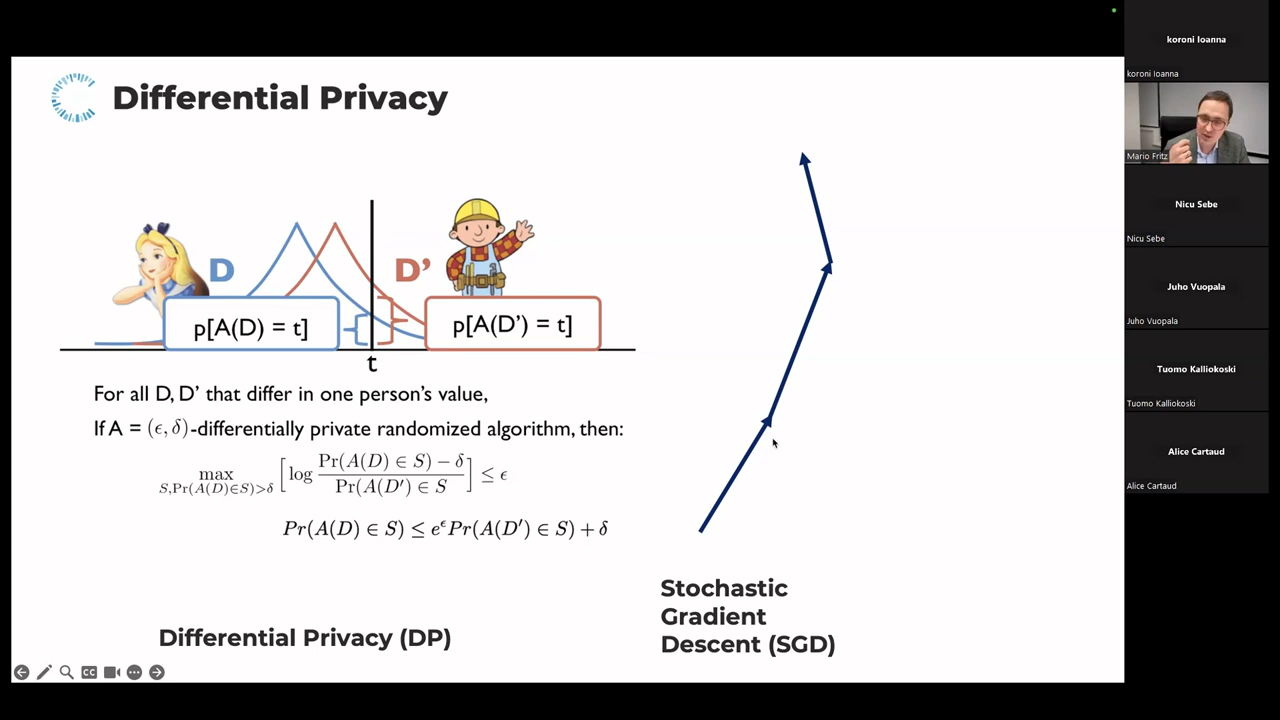 Differential Privacy
D
D’
p[A(D) = t]
p[A(D’) = t]
t
For all D, D’ that differ in one person’s value,
If A = (ϵ, δ)-differentially private randomized algorithm, then:
max_{S,Pr(A(D)∈S)>δ} [log (Pr(A(D) ∈ S) − δ)/(Pr(A(D′) ∈ S)] ≤ ϵ
Pr(A(D) ∈ S) ≤ e^ϵ Pr(A(D′) ∈ S) + δ
Differential Privacy (DP)
Stochastic
Gradient
Descent (SGD)
CC
koroni Ioanna
koroni Ioanna
Mario Fritz
Nicu Sebe
Nicu Sebe
Juho Vuopala
Juho Vuopala
Tuomo Kalliokoski
Tuomo Kalliokoski
Alice Cartaud
Alice Cartaud